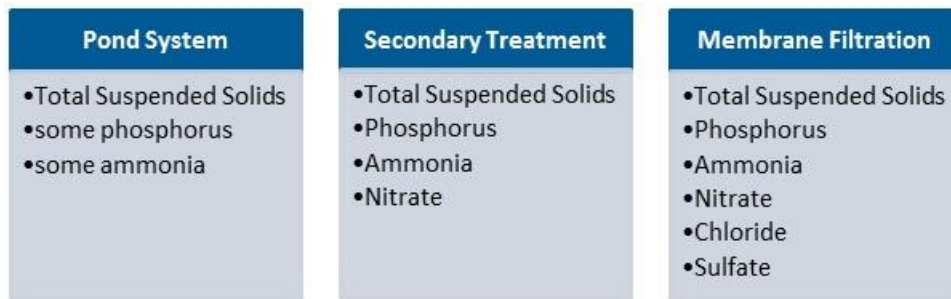 Pond System
•Total Suspended Solids
•some phosphorus
•some ammonia
Secondary Treatment
•Total Suspended Solids
•Phosphorus
•Ammonia
•Nitrate
Membrane Filtration
•Total Suspended Solids
•Phosphorus
•Ammonia
•Nitrate
•Chloride
•Sulfate